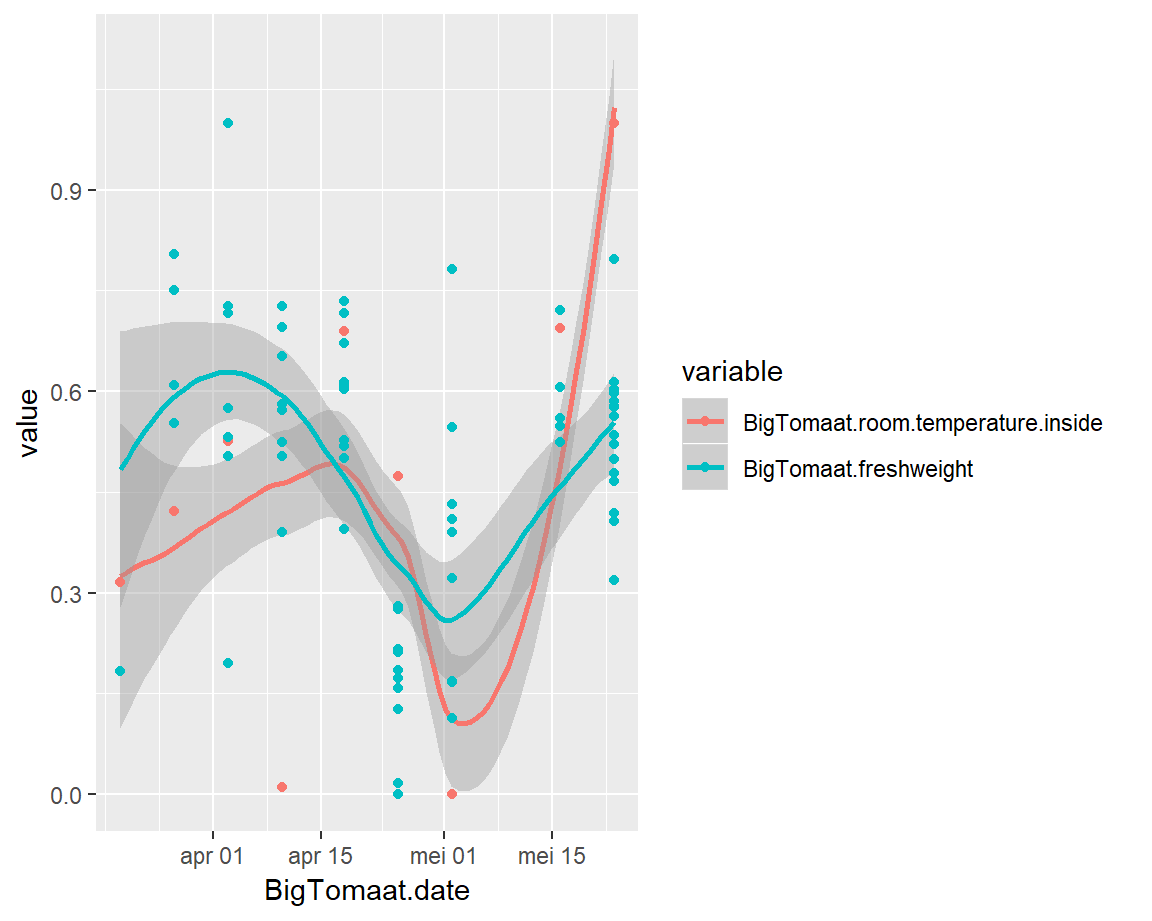 value
0.9
0.6
0.3
0.0
apr 01
apr 15
mei 01
mei 15
BigTomaat.date
variable
BigTomaat.room.temperature.inside
BigTomaat.freshweight